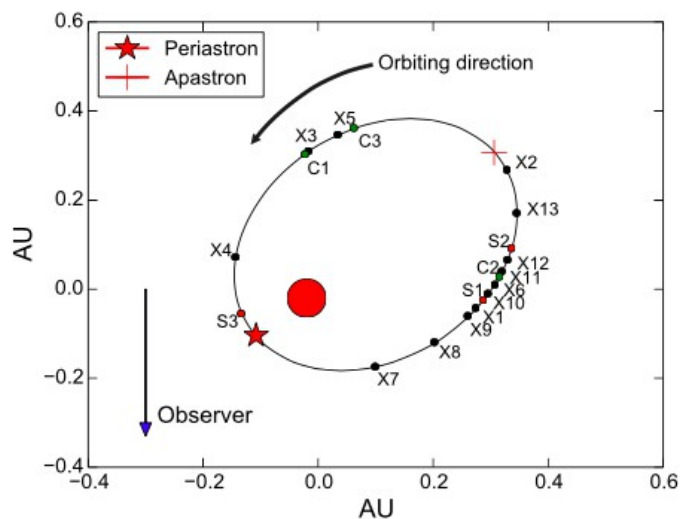 0.6
Periastron
Apastron
Orbiting direction
0.4
X5
X3
C3
C1
X2
0.2
X13
X4
S2
C2
X12
X11
AU
0.0
S1
X6
X10
S3
X1
X9
X8
−0.2
X7
Observer
−0.4
−0.4
−0.2
0.0
0.2
0.4
0.6
AU